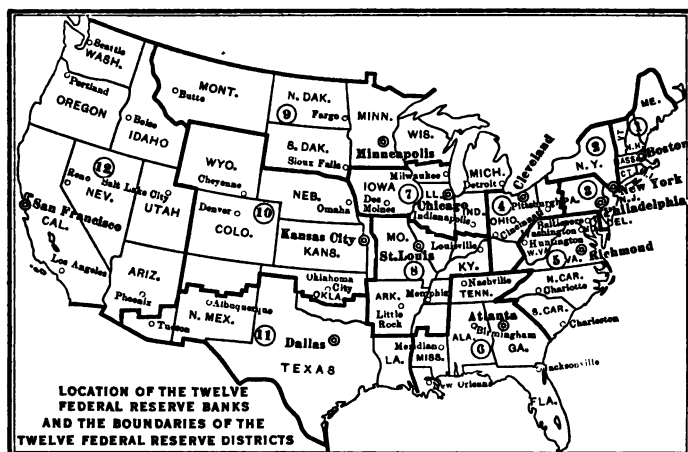 Seattle
WASH.
Portland
OREGON
Boise
IDAHO
MONT.
Butte
N. DAK.
9
Fargo
MINN.
Minneapolis
S. DAK.
Sioux Falls
WIS.
Milwaukee
MICH.
Detroit
WYO.
Cheyenne
NEB.
Omaha
IOWA
7
Des
Moines
Chicago
IND.
Indianapolis
4
OHIO
Cincinnati
Cleveland
Pittsburgh
PA.
3
2
N.Y.
ME.
1
VT
N.H.
Boston
CT
New York
Philadelphia
DEL.
Baltimore
Washington
Huntington
W.VA.
5
VA.
Richmond
12
Reno
Salt Lake City
NEV.
UTAH
San Francisco
CAL.
Los Angeles
Denver
10
COLO.
Kansas City
KANS.
MO.
St. Louis
8
Louisville
KY.
Nashville
TENN.
Memphis
N.CAR.
Charlotte
S.CAR.
Charleston
ARIZ.
Phoenix
Tucson
Albuquerque
N. MEX.
11
Oklahoma
City
OKLA.
ARK.
Little
Rock
Dallas
TEXAS
LA.
Meridian
MISS.
New Orleans
ALA.
6
Birmingham
Atlanta
GA.
Jacksonville
FLA.
LOCATION OF THE TWELVE
FEDERAL RESERVE BANKS
AND THE BOUNDARIES OF THE
TWELVE FEDERAL RESERVE DISTRICTS